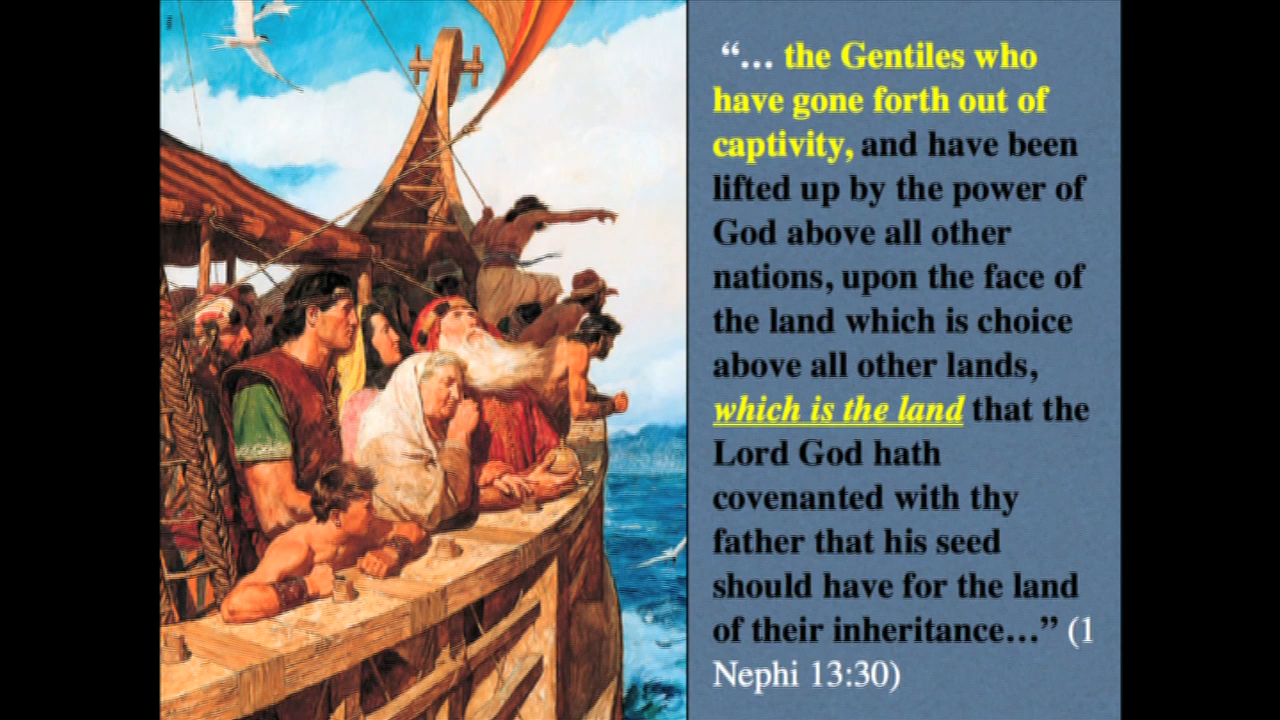 “… the Gentiles who
have gone forth out of
captivity, and have been
lifted up by the power of
God above all other
nations, upon the face of
the land which is choice
above all other lands,
which is the land that the
Lord God hath
covenanted with thy
father that his seed
should have for the land
of their inheritance…” (1
Nephi 13:30)